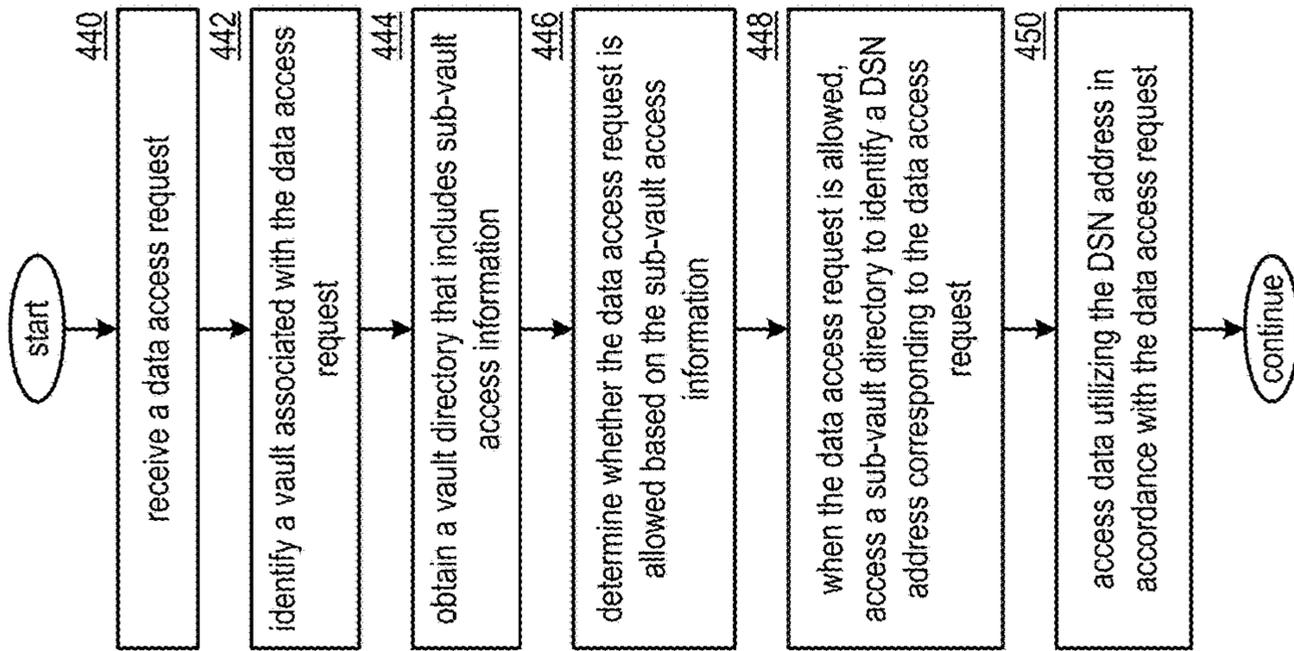 start
440
receive a data access request
442
identify a vault associated with the data access
request
444
obtain a vault directory that includes sub-vault
access information
446
determine whether the data access request is
allowed based on the sub-vault access
information
448
when the data access request is allowed,
access a sub-vault directory to identify a DSN
address corresponding to the data access
request
450
access data utilizing the DSN address in
accordance with the data access request
continue